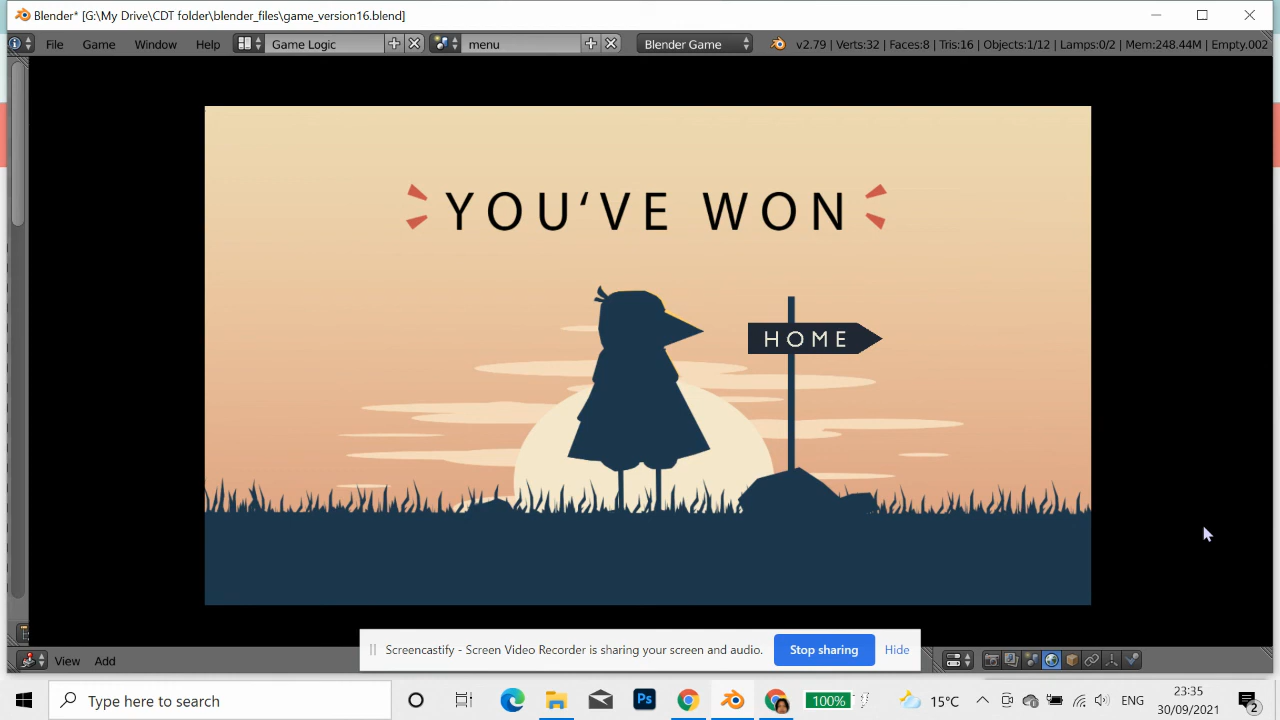 Blender* [G:\My Drive\CDT folder\blender_files\game_version16.blend]
File Game Window Help Game Logic menu Blender Game v2.79 | Verts:32 | Faces:8 | Tris:16 | Objects:1/12 | Lamps:0/2 | Mem:248.44M | Empty.002
YOU‘VE WON
HOME
Screencastify - Screen Video Recorder is sharing your screen and audio. Stop sharing Hide
View Add
Type here to search Ps 100% 15°C ENG 23:35
30/09/2021 2